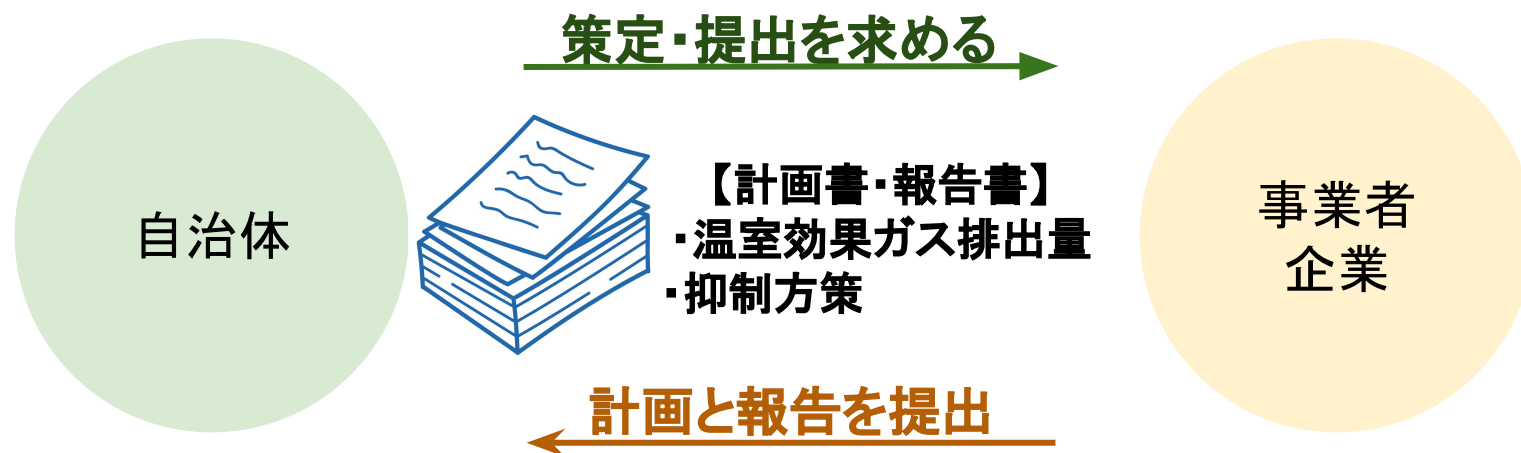 策定・提出を求める
自治体
【計画書・報告書】
・温室効果ガス排出量
・抑制方策
事業者
企業
計画と報告を提出